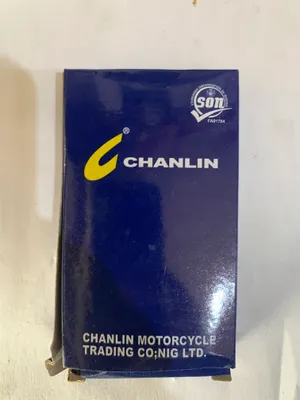 SON
®
CHANLIN
CHANLIN MOTORCYCLE
TRADING CO;NIG LTD.